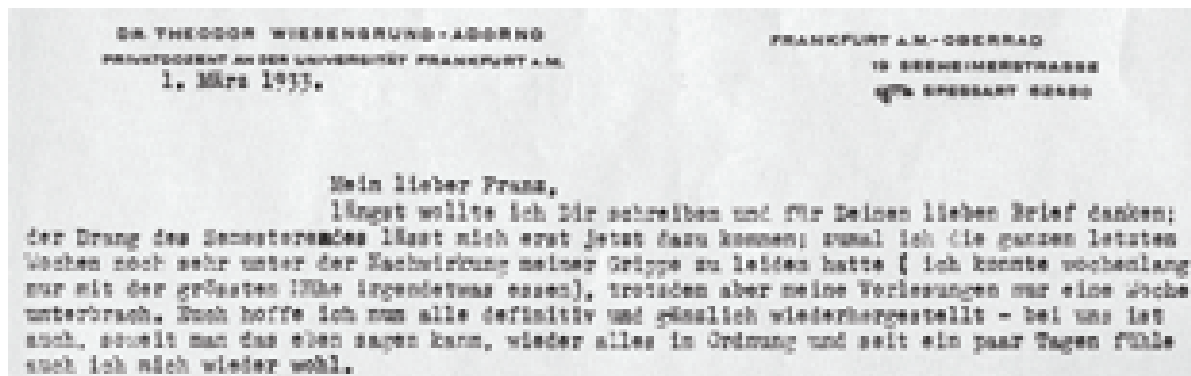 DR. THEODOR WIESENGRUND-ADORNO
PRIVATDOZENT AN DER UNIVERSITÄT FRANKFURT A.M.
1. März 1933.
FRANKFURT A.M.-OBERRAD
19 SEEHEIMERSTRASSE
SPESSART 62480
Mein lieber Franz,
längst wollte ich Dir schreiben und für Deinen lieben Brief danken;
der Drang des Semesterendes lässt mich erst jetzt dazu kommen; zumal ich die ganzen letzten
Wochen noch sehr unter der Nachwirkung meiner Grippe zu leiden hatte ( ich konnte wochenlang
nur mit der grössten Mühe irgendetwas essen), trotzdem aber meine Vorlesungen nur eine Woche
unterbrach. Euch hoffe ich nun alle definitiv und gänzlich wiederhergestellt - bei uns ist
auch, soweit man das eben sagen kann, wieder alles in Ordnung und seit ein paar Tagen fühle
auch ich mich wieder wohl.